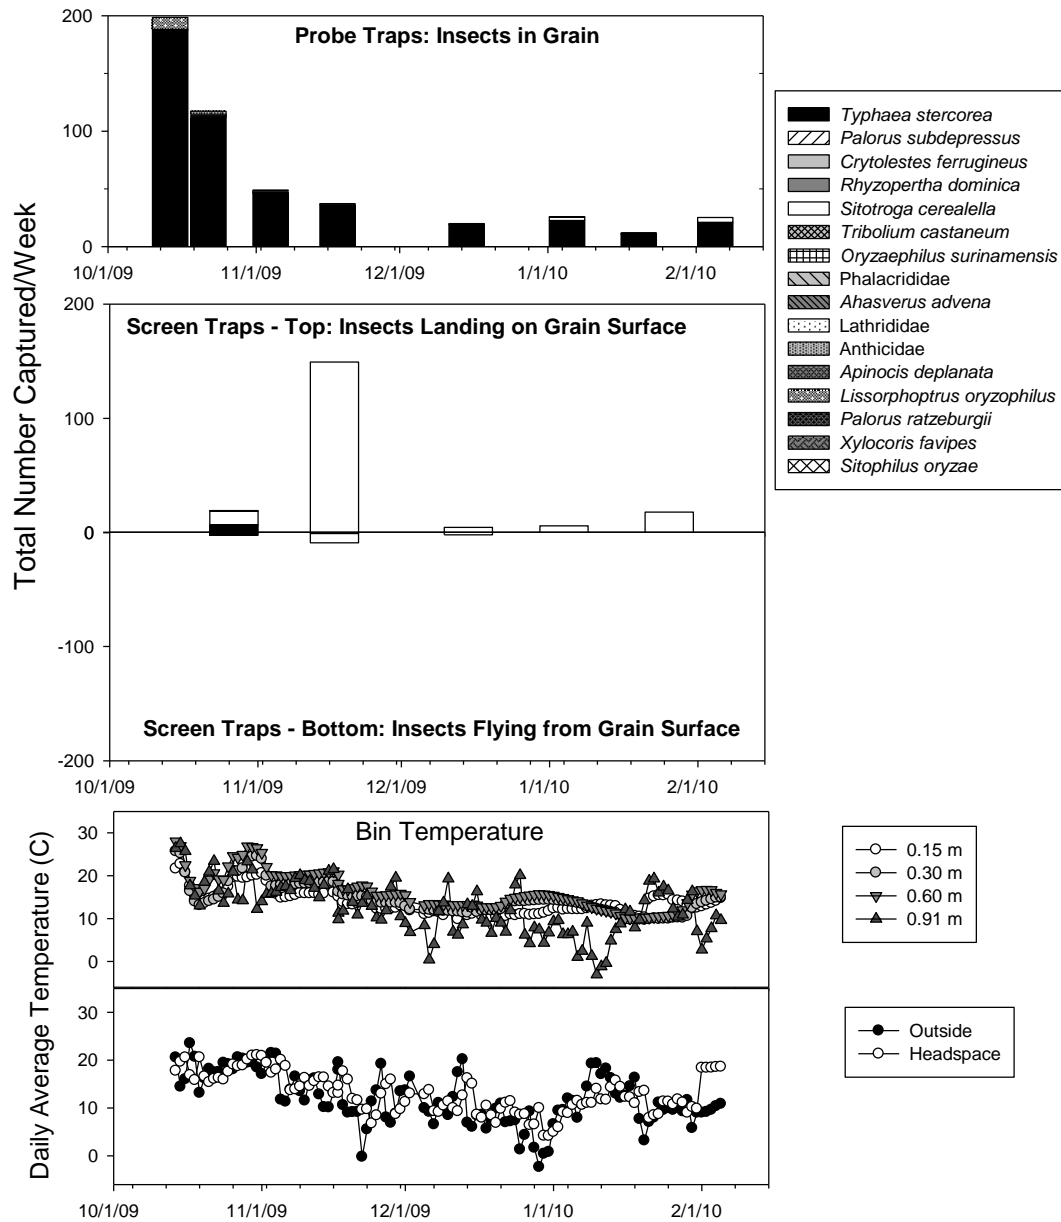 Total Number Captured/Week
200
100
0
Probe Traps: Insects in Grain
10/1/09 11/1/09 12/1/09 1/1/10 2/1/10
Typhaea stercorea
Palorus subdepressus
Crytolestes ferrugineus
Rhyzopertha dominica
Sitotroga cerealella
Tribolium castaneum
Oryzaephilus surinamensis
Phalacrididae
Ahasverus advena
Lathrididae
Anthicidae
Apinocis deplanata
Lissorphoptrus oryzophilus
Palorus ratzeburgii
Xylocoris favipes
Sitophilus oryzae
200
100
0
-100
-200
Screen Traps - Top: Insects Landing on Grain Surface
Screen Traps - Bottom: Insects Flying from Grain Surface
10/1/09 11/1/09 12/1/09 1/1/10 2/1/10
Daily Average Temperature (C)
30
20
10
0
Bin Temperature
0.15 m
0.30 m
0.60 m
0.91 m
30
20
10
0
Outside
Headspace
10/1/09 11/1/09 12/1/09 1/1/10 2/1/10